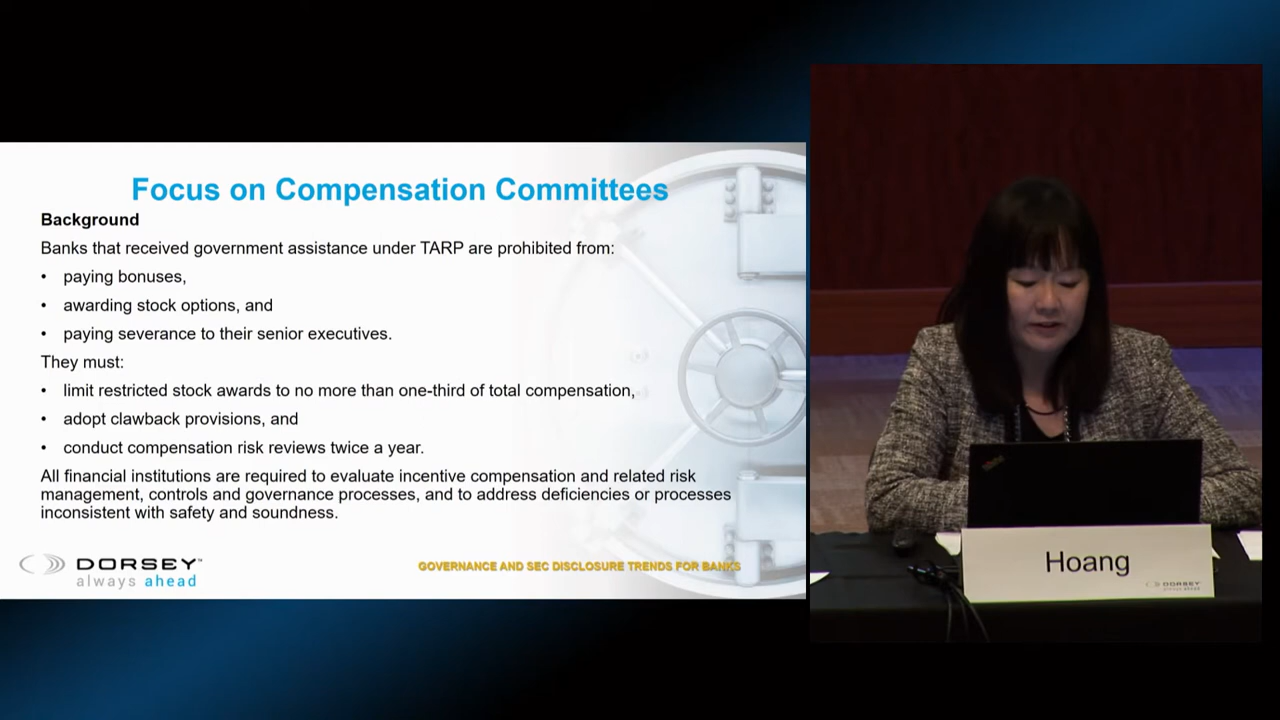 Focus on Compensation Committees
Background
Banks that received government assistance under TARP are prohibited from:
• paying bonuses,
• awarding stock options, and
• paying severance to their senior executives.
They must:
• limit restricted stock awards to no more than one-third of total compensation,
• adopt clawback provisions, and
• conduct compensation risk reviews twice a year.
All financial institutions are required to evaluate incentive compensation and related risk
management, controls and governance processes, and to address deficiencies or processes
inconsistent with safety and soundness.
DORSEY™
always ahead
GOVERNANCE AND SEC DISCLOSURE TRENDS FOR BANKS
Hoang
DORSEY
always ahead